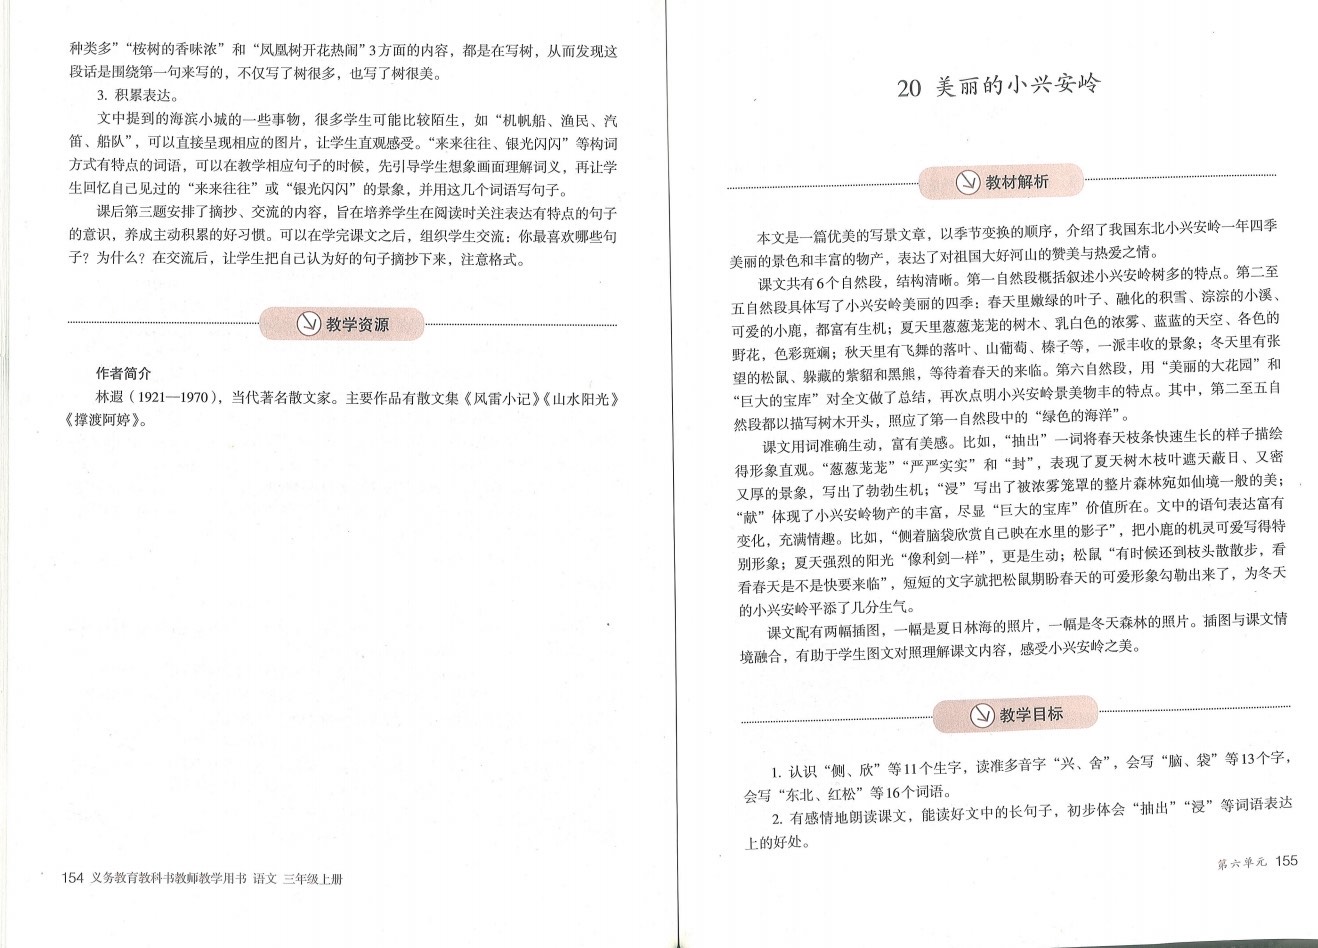 种类多”“桉树的香味浓”和“凤凰树开花热闹”3方面的内容，都是在写树，从而发现这
段话是围绕第一句来写的，不仅写了树很多，也写了树很美。
3. 积累表达。
文中提到的海滨小城的一些事物，很多学生可能比较陌生，如“机帆船、渔民、汽
笛、船队”，可以直接呈现相应的图片，让学生直观感受。“来来往往、银光闪闪”等构词
方式有特点的词语，可以在教学相应句子的时候，先引导学生想象画面理解词义，再让学
生回忆自己见过的“来来往往”或“银光闪闪”的景象，并用这几个词语写句子。
课后第三题安排了摘抄、交流的内容，旨在培养学生在阅读时关注表达有特点的句子
的意识，养成主动积累的好习惯。可以在学完课文之后，组织学生交流：你最喜欢哪些句
子？为什么？在交流后，让学生把自己认为好的句子摘抄下来，注意格式。
教学资源
作者简介
林遐（1921—1970），当代著名散文家。主要作品有散文集《风雷小记》《山水阳光》
《撑渡阿婷》。
154 义务教育教科书教师教学用书 语文 三年级上册
20 美丽的小兴安岭
教材解析
本文是一篇优美的写景文章，以季节变换的顺序，介绍了我国东北小兴安岭一年四季
美丽的景色和丰富的物产，表达了对祖国大好河山的赞美与热爱之情。
课文共有6个自然段，结构清晰。第一自然段概括叙述小兴安岭树多的特点。第二至
五自然段具体写了小兴安岭美丽的四季：春天里嫩绿的叶子、融化的积雪、淙淙的小溪、
可爱的小鹿，都富有生机；夏天里葱葱茏茏的树木、乳白色的浓雾、蓝蓝的天空、各色的
野花，色彩斑斓；秋天里有飞舞的落叶、山葡萄、榛子等，一派丰收的景象；冬天里有张
望的松鼠、躲藏的紫貂和黑熊，等待着春天的来临。第六自然段，用“美丽的大花园”和
“巨大的宝库”对全文做了总结，再次点明小兴安岭景美物丰的特点。其中，第二至五自
然段都以描写树木开头，照应了第一自然段中的“绿色的海洋”。
课文用词准确生动，富有美感。比如，“抽出”一词将春天枝条快速生长的样子描绘
得形象直观。“葱葱茏茏”“严严实实”和“封”，表现了夏天树木枝叶遮天蔽日、又密
又厚的景象，写出了勃勃生机；“浸”写出了被浓雾笼罩的整片森林宛如仙境一般的美；
“献”体现了小兴安岭物产的丰富，尽显“巨大的宝库”价值所在。文中的语句表达富有
变化，充满情趣。比如，“侧着脑袋欣赏自己映在水里的影子”，把小鹿的机灵可爱写得特
别形象；夏天强烈的阳光“像利剑一样”，更是生动；松鼠“有时候还到枝头散散步，看
看春天是不是快要来临”，短短的文字就把松鼠期盼春天的可爱形象勾勒出来了，为冬天
的小兴安岭平添了几分生气。
课文配有两幅插图，一幅是夏日林海的照片，一幅是冬天森林的照片。插图与课文情
境融合，有助于学生图文对照理解课文内容，感受小兴安岭之美。
教学目标
1. 认识“侧、欣”等11个生字，读准多音字“兴、舍”，会写“脑、袋”等13个字，
会写“东北、红松”等16个词语。
2. 有感情地朗读课文，能读好文中的长句子，初步体会“抽出”“浸”等词语表达
上的好处。
第六单元 155